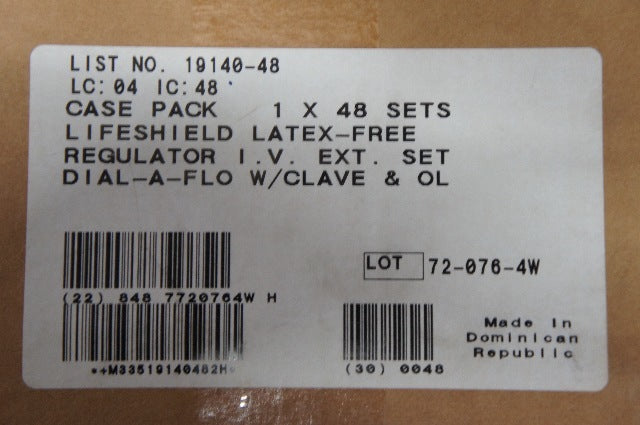 LIST NO. 19140-48
LC: 04 IC: 48
CASE PACK 1 X 48 SETS
LIFESHIELD LATEX-FREE
REGULATOR I.V. EXT. SET
DIAL-A-FLO W/CLAVE & OL
LOT 72-076-4W
(22) 848 7720764W H
*+M33519140482H*
(30) 0048
Made In
Dominican
Republic